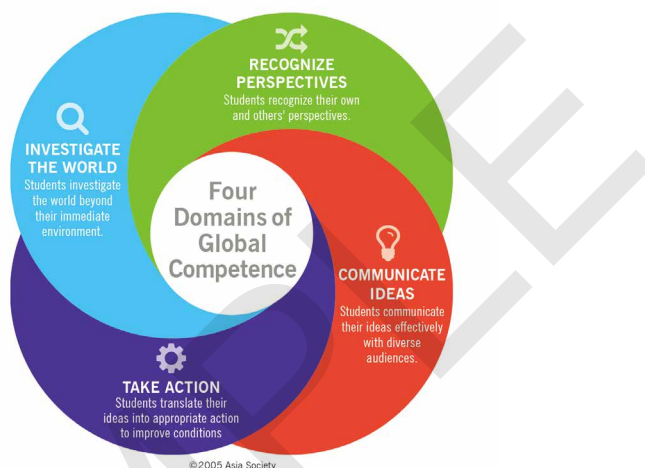 RECOGNIZE
PERSPECTIVES
Students recognize their own
and others' perspectives.
INVESTIGATE
THE WORLD
Students investigate
the world beyond
their immediate
environment.
Four
Domains of
Global
Competence
COMMUNICATE
IDEAS
Students communicate
their ideas effectively
with diverse
audiences.
TAKE ACTION
Students translate their
ideas into appropriate action
to improve conditions
©2005 Asia Society